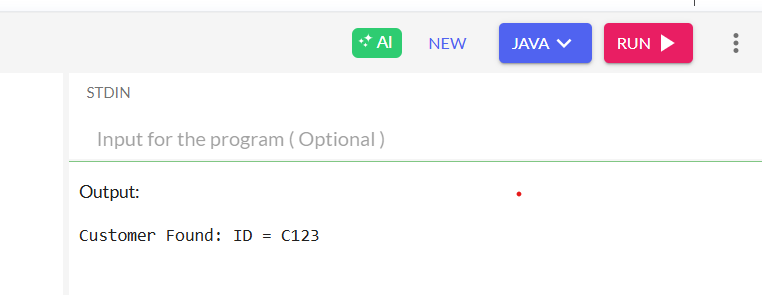 AI NEW JAVA RUN
STDIN
Input for the program ( Optional )
Output:
Customer Found: ID = C123